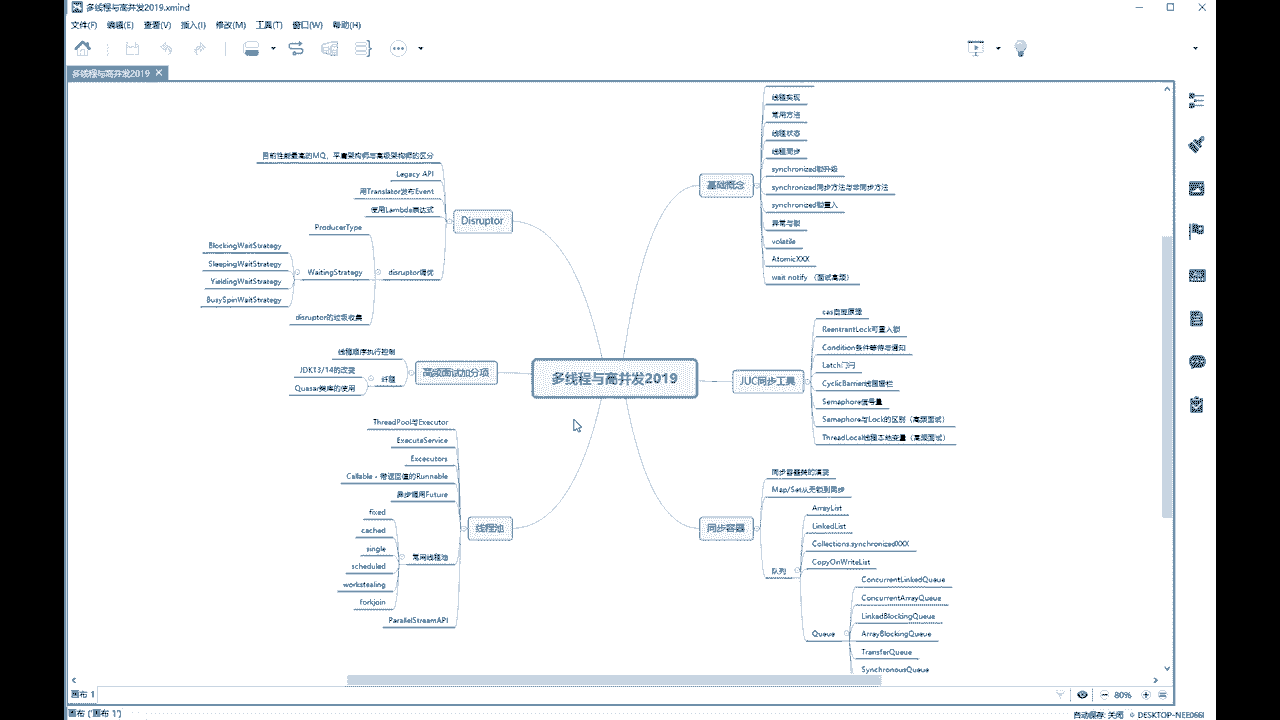 多线程与高并发2019.xmind
文件(F) 编辑(E) 查看(V) 插入(I) 修改(M) 工具(T) 窗口(W) 帮助(H)
多线程与高并发2019
目前性能最高的MQ，平庸架构师与高级架构师的区分
Legacy API
用Translator发布Event
使用Lambda表达式
Disruptor
ProducerType
BlockingWaitStrategy
SleepingWaitStrategy
YieldingWaitStrategy
BusySpinWaitStrategy
WaitingStrategy
disruptor调优
disruptor的垃圾收集
线程顺序执行控制
JDK13/14的改变
Quasar类库的使用
纤程
高频面试加分项
ThreadPool与Executor
ExecuteService
Executors
Callable - 带返回值的Runnable
异步调用Future
fixed
cached
single
scheduled
workstealing
forkjoin
常用线程池
ParallelStreamAPI
线程池
多线程与高并发2019
基础概念
线程实现
常用方法
线程状态
线程同步
synchronized锁升级
synchronized同步方法与非同步方法
synchronized锁重入
异常与锁
volatile
AtomicXXX
wait notify （面试高频）
JUC同步工具
cas自旋原理
ReentrantLock可重入锁
Condition条件等待与通知
Latch门闩
CyclicBarrier线程栅栏
Semaphore信号量
Semaphore与Lock的区别（高频面试）
ThreadLocal线程本地变量（高频面试）
同步容器
同步容器类的演变
Map/Set从无锁到同步
队列
ArrayList
LinkedList
Collections.synchronizedXXX
CopyOnWriteList
Queue
ConcurrentLinkedQueue
ConcurrentArrayQueue
LinkedBlockingQueue
ArrayBlockingQueue
TransferQueue
SynchronousQueue
画布 1
80%
画布 ('画布 1')
自动保存: 关闭 DESKTOP-NEE066I